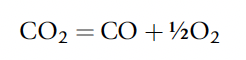 CO₂ = CO + ½O₂